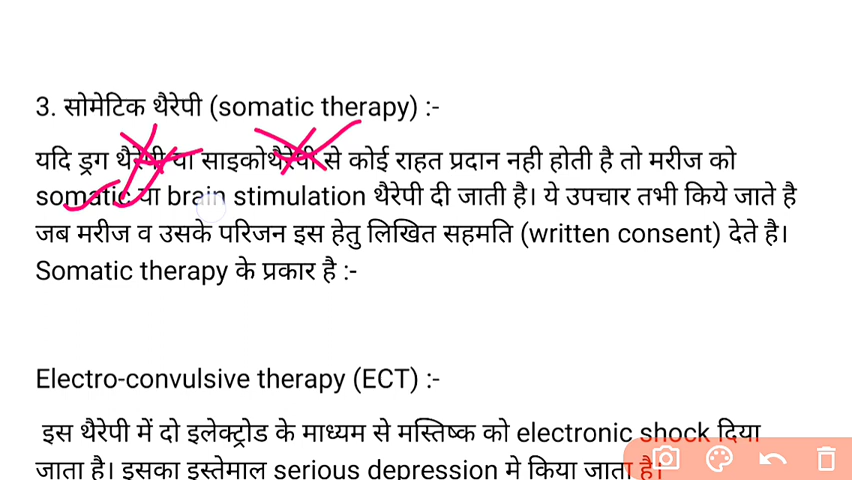 3. सोमेटिक थैरेपी (somatic therapy) :-
यदि ड्रग थैरेपी या साइकोथैरेपी से कोई राहत प्रदान नही होती है तो मरीज को
somatic या brain stimulation थैरेपी दी जाती है। ये उपचार तभी किये जाते है
जब मरीज व उसके परिजन इस हेतु लिखित सहमति (written consent) देते है।
Somatic therapy के प्रकार है :-
Electro-convulsive therapy (ECT) :-
इस थैरेपी में दो इलेक्ट्रोड के माध्यम से मस्तिष्क को electronic shock दिया
जाता है। इसका इस्तेमाल serious depression मे किया जाता है।